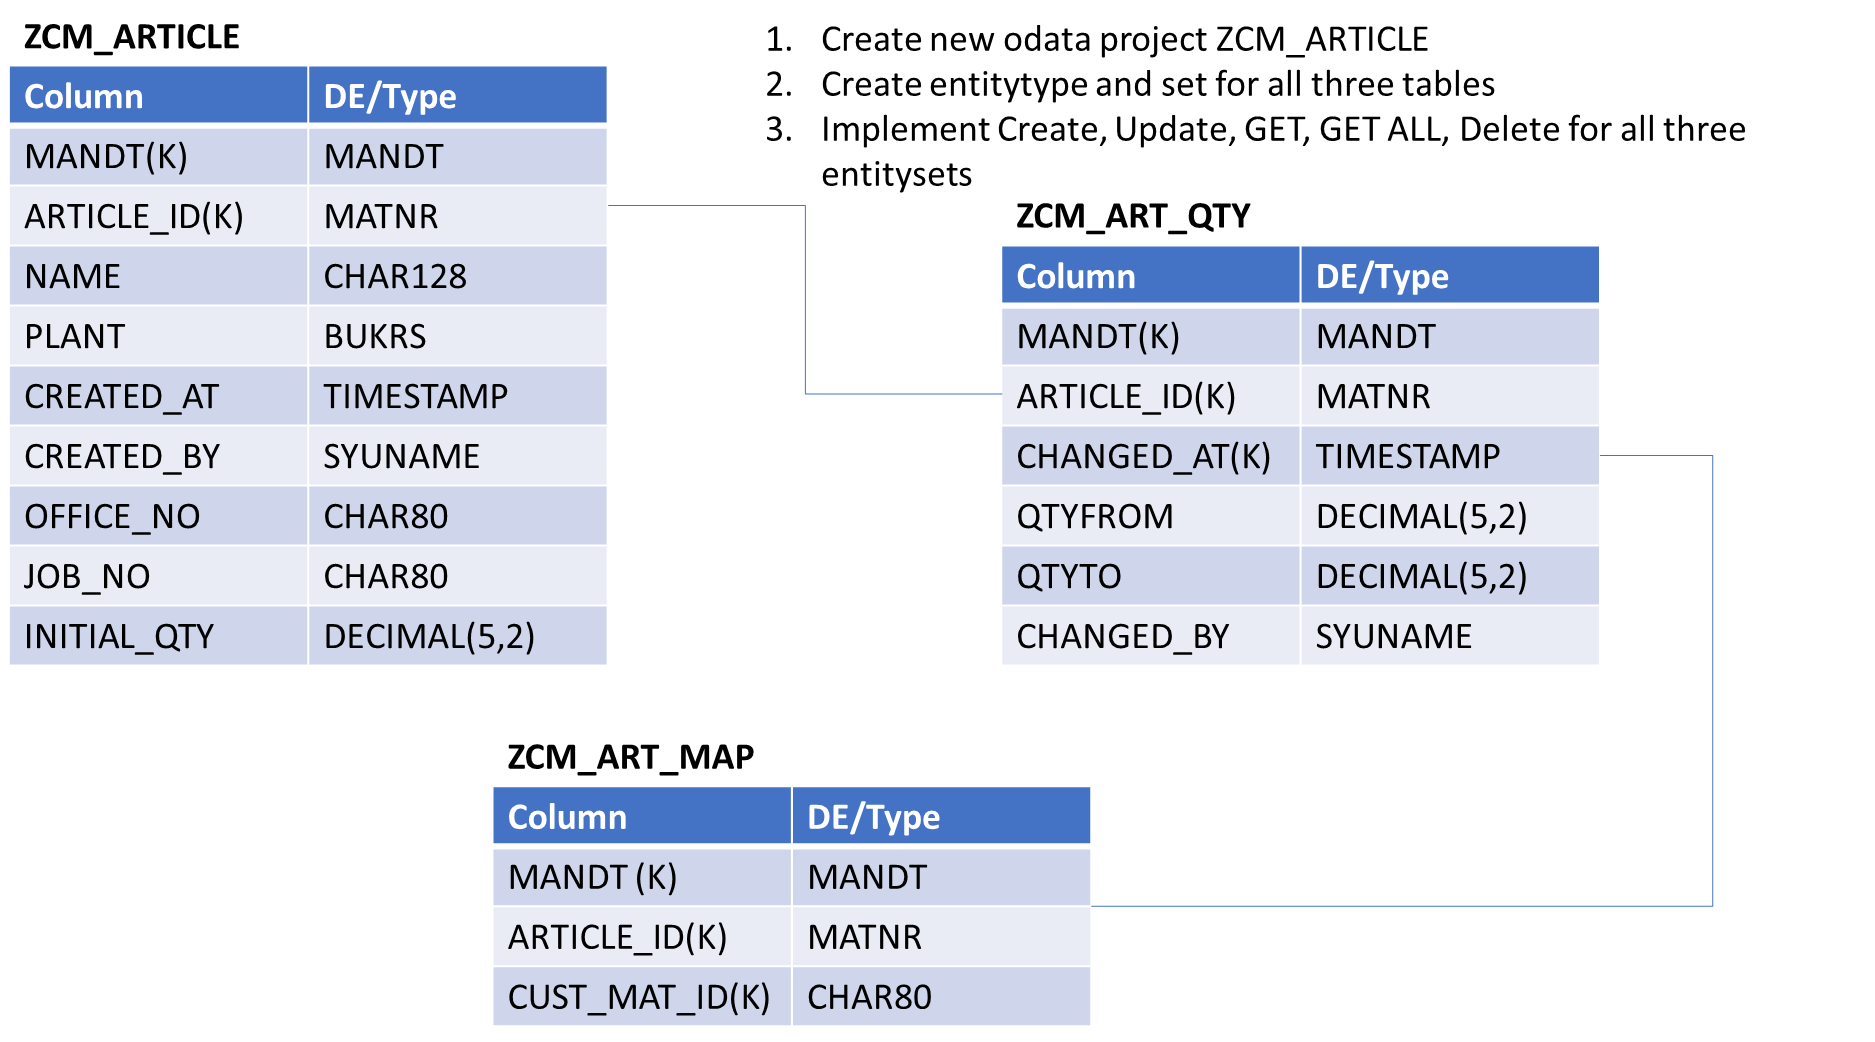 ZCM_ARTICLE
Column DE/Type
MANDT(K) MANDT
ARTICLE_ID(K) MATNR
NAME CHAR128
PLANT BUKRS
CREATED_AT TIMESTAMP
CREATED_BY SYUNAME
OFFICE_NO CHAR80
JOB_NO CHAR80
INITIAL_QTY DECIMAL(5,2)
1. Create new odata project ZCM_ARTICLE
2. Create entitytype and set for all three tables
3. Implement Create, Update, GET, GET ALL, Delete for all three
entitysets
ZCM_ART_QTY
Column DE/Type
MANDT(K) MANDT
ARTICLE_ID(K) MATNR
CHANGED_AT(K) TIMESTAMP
QTYFROM DECIMAL(5,2)
QTYTO DECIMAL(5,2)
CHANGED_BY SYUNAME
ZCM_ART_MAP
Column DE/Type
MANDT (K) MANDT
ARTICLE_ID(K) MATNR
CUST_MAT_ID(K) CHAR80